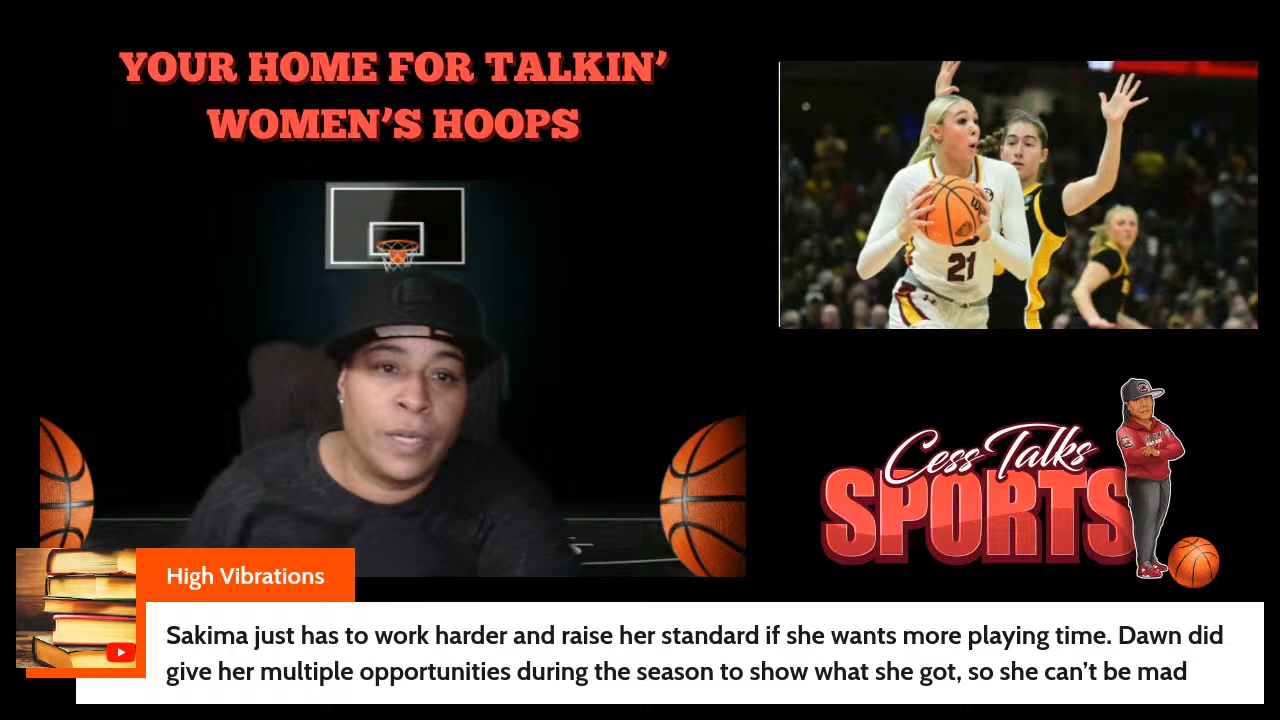 YOUR HOME FOR TALKIN’
WOMEN’S HOOPS
21
Cess Talks
SPORTS
High Vibrations
Sakima just has to work harder and raise her standard if she wants more playing time. Dawn did
give her multiple opportunities during the season to show what she got, so she can’t be mad